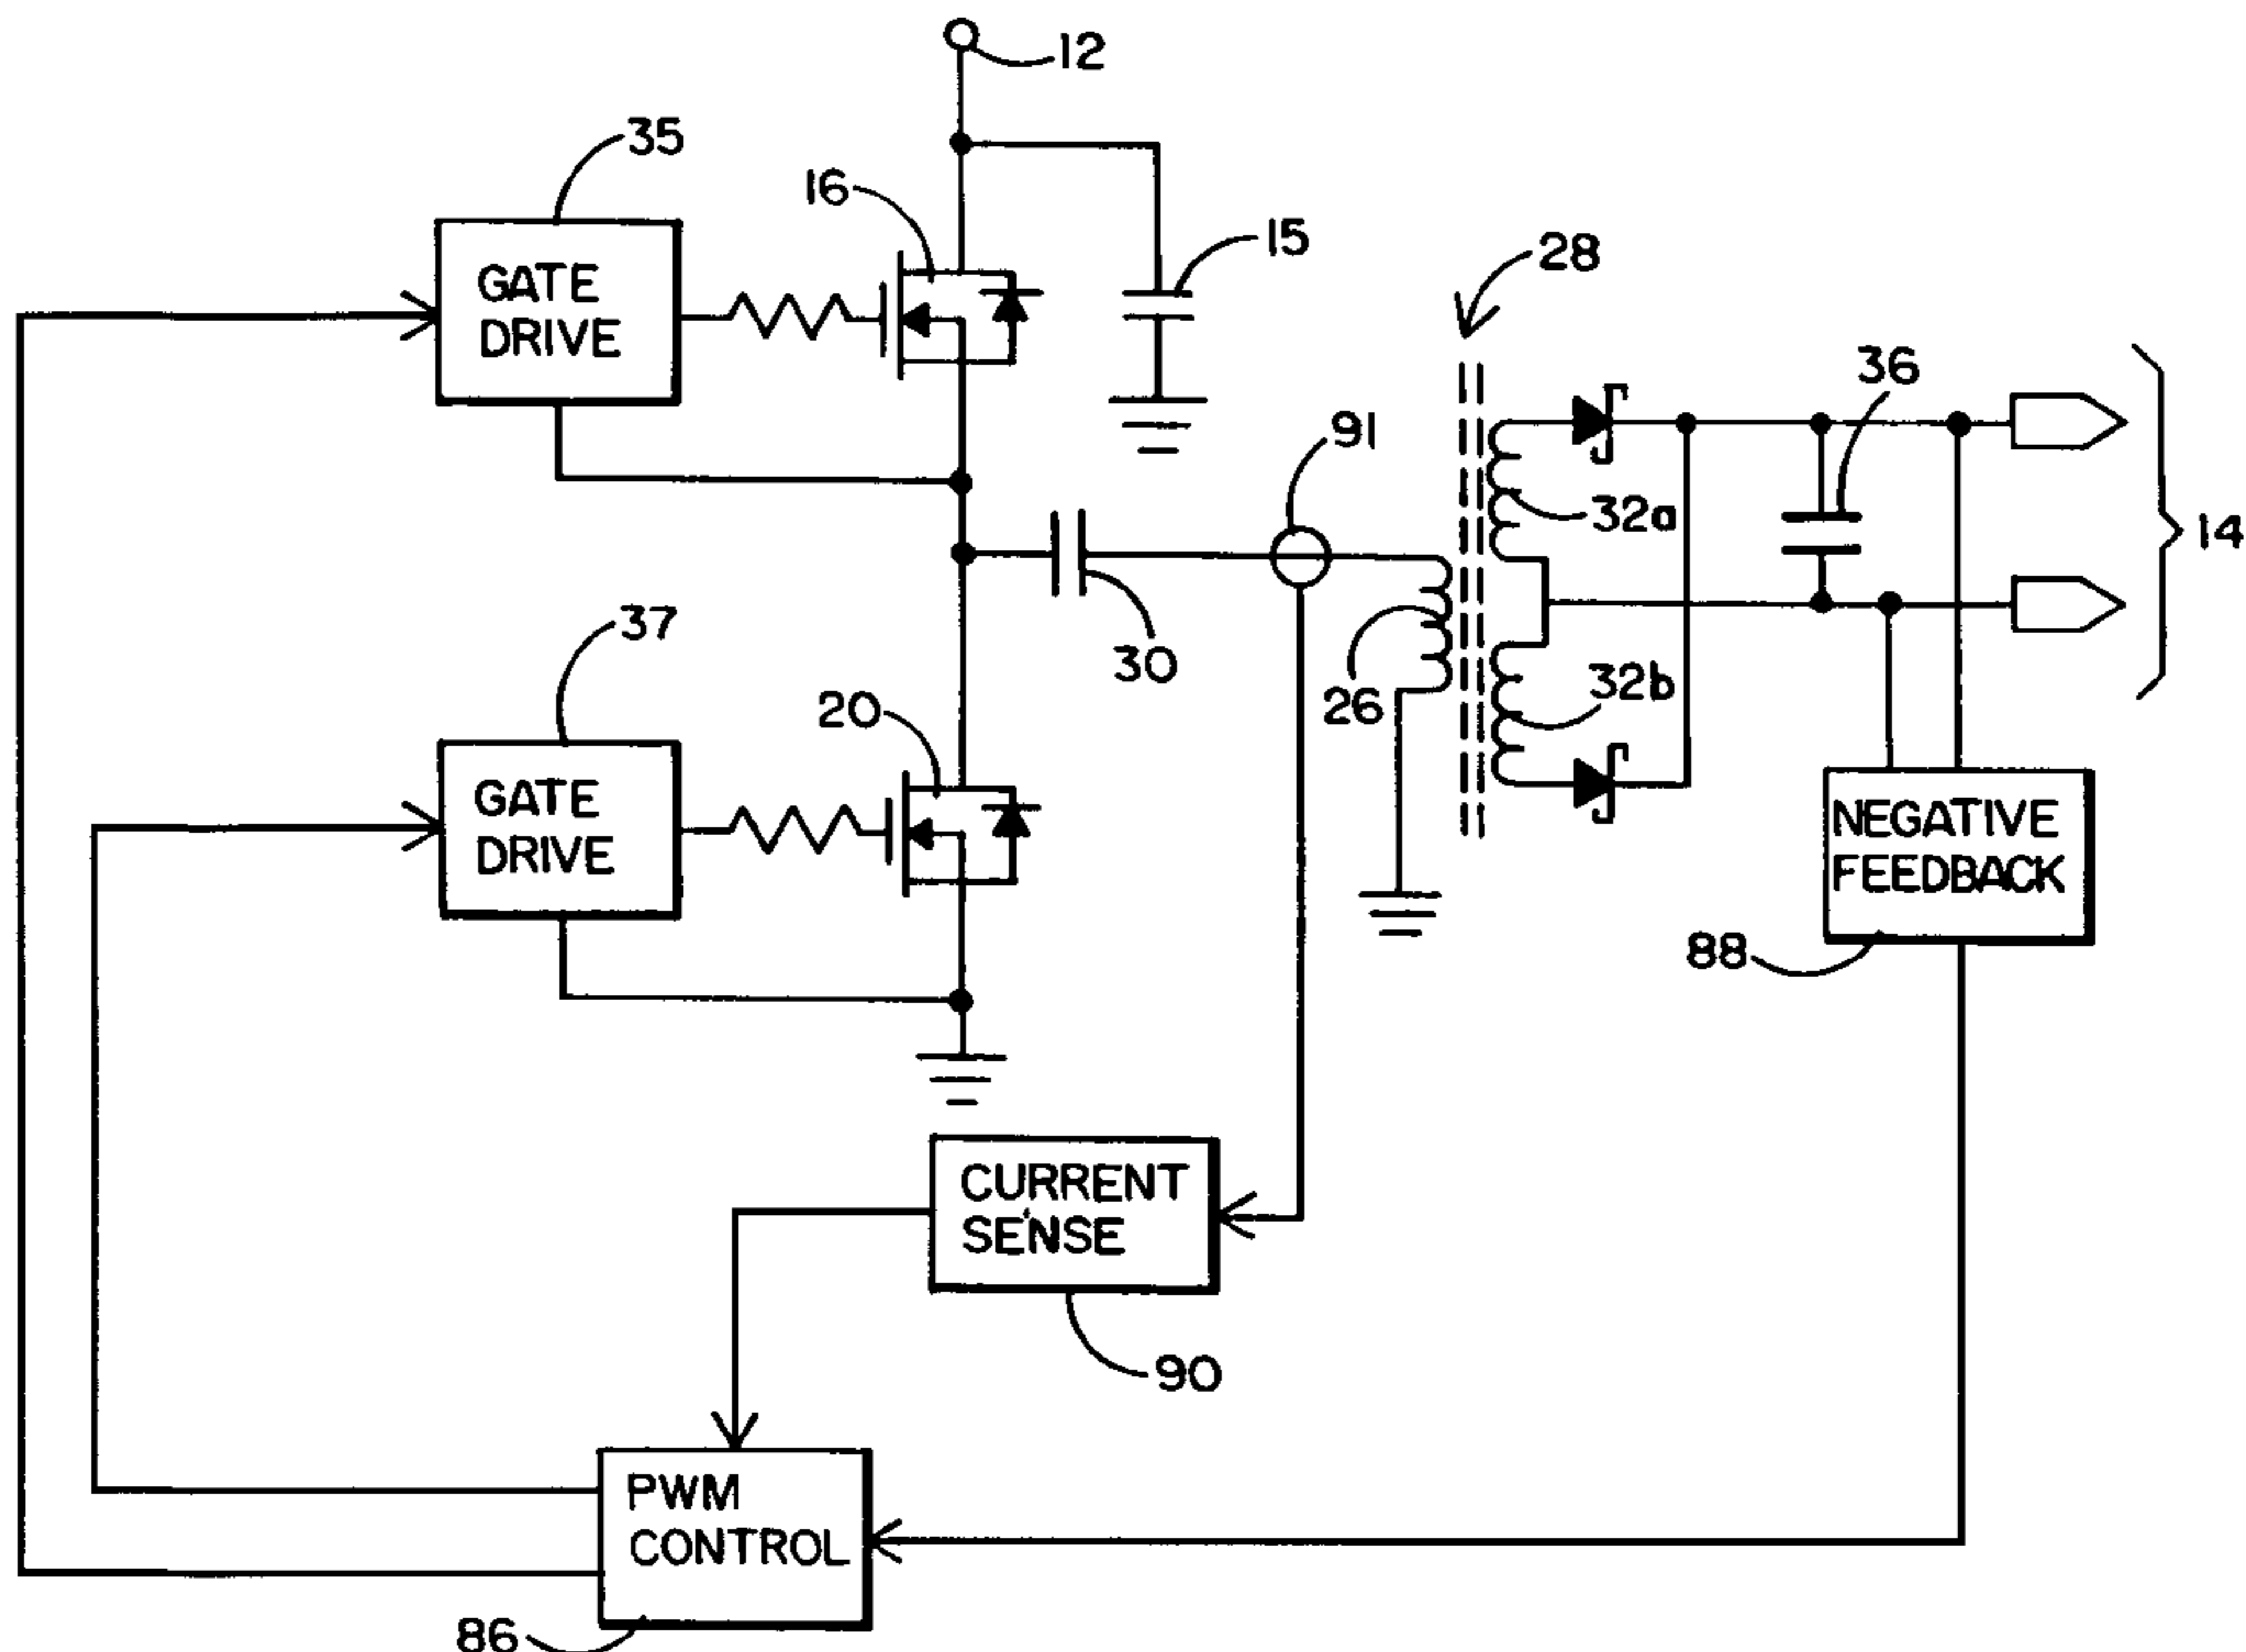 12
35
16
15
28
GATE
DRIVE
36
91
32a
14
37
30
26
32b
20
GATE
DRIVE
NEGATIVE
FEEDBACK
88
CURRENT
SENSE
90
PWM
CONTROL
86